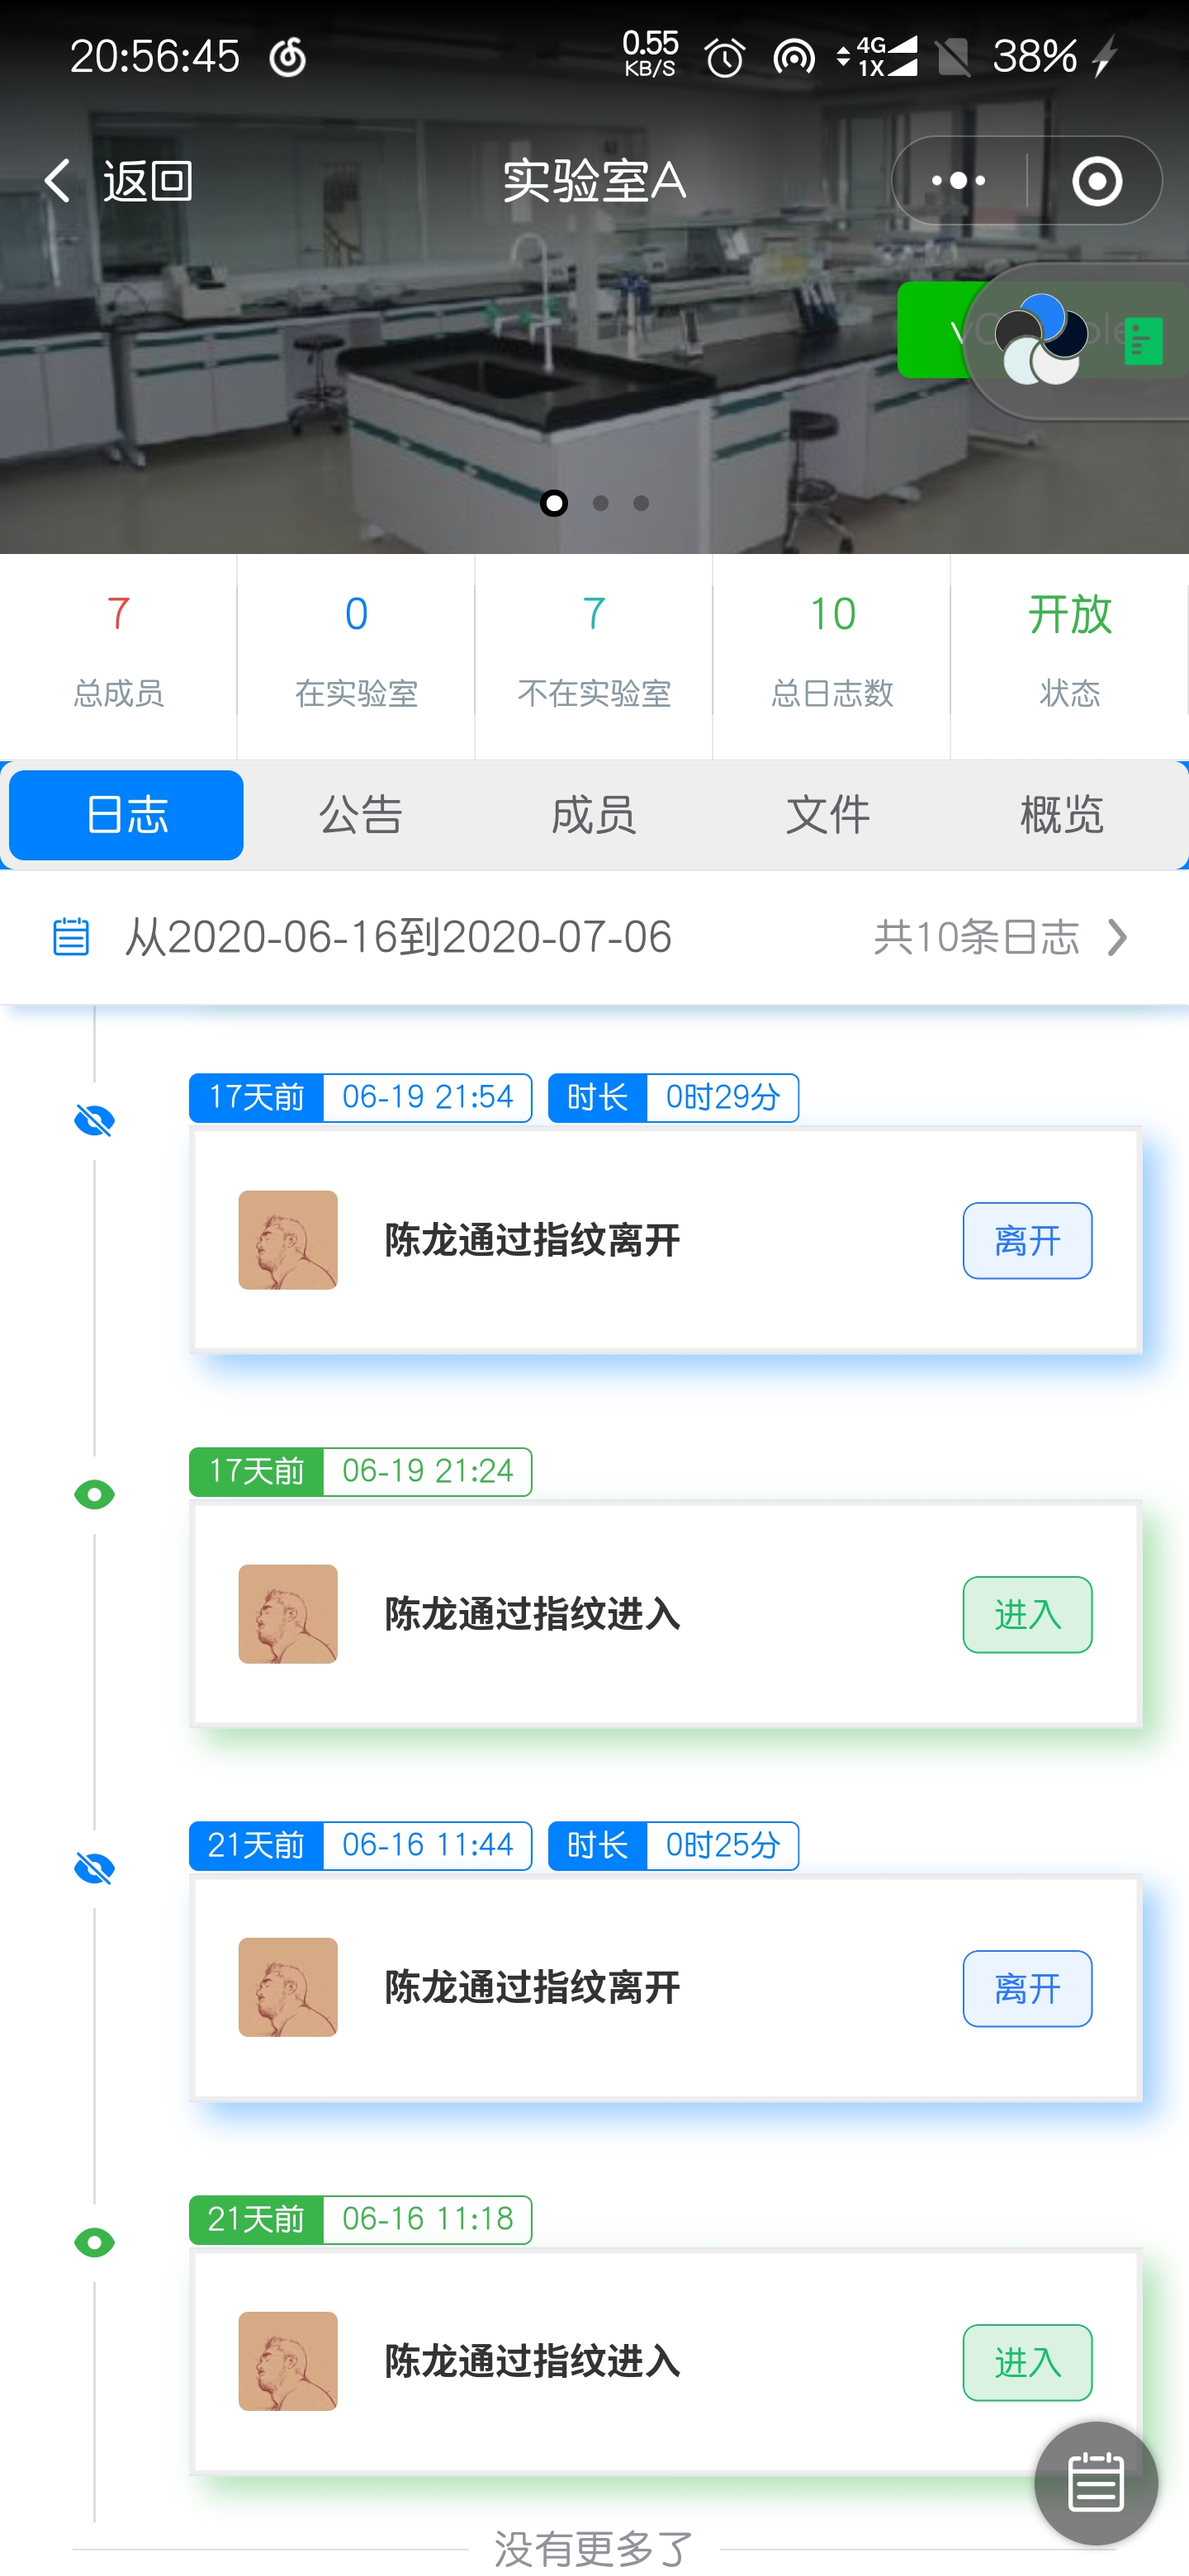 20:56:45 0.55 KB/S 4G 1X 38%
返回 实验室A
7 0 7 10 开放
总成员 在实验室 不在实验室 总日志数 状态
日志 公告 成员 文件 概览
从2020-06-16到2020-07-06 共10条日志
17天前 06-19 21:54 时长 0时29分
陈龙通过指纹离开 离开
17天前 06-19 21:24
陈龙通过指纹进入 进入
21天前 06-16 11:44 时长 0时25分
陈龙通过指纹离开 离开
21天前 06-16 11:18
陈龙通过指纹进入 进入
没有更多了